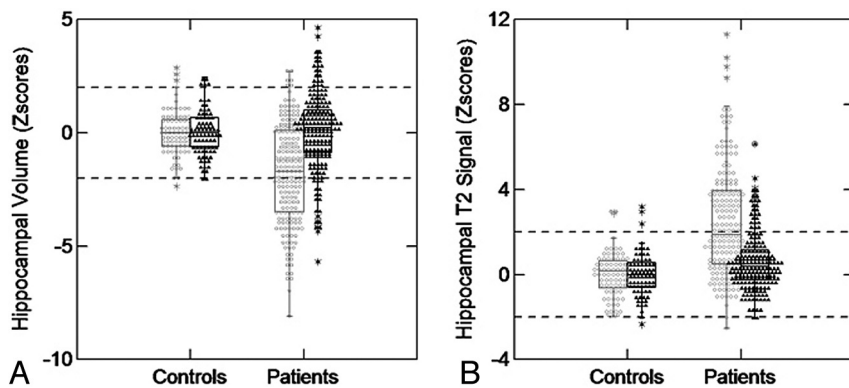 5
0
-5
-10
Hippocampal Volume (Zscores)
Controls Patients
A
12
8
4
0
-4
Hippocampal T2 Signal (Zscores)
Controls Patients
B